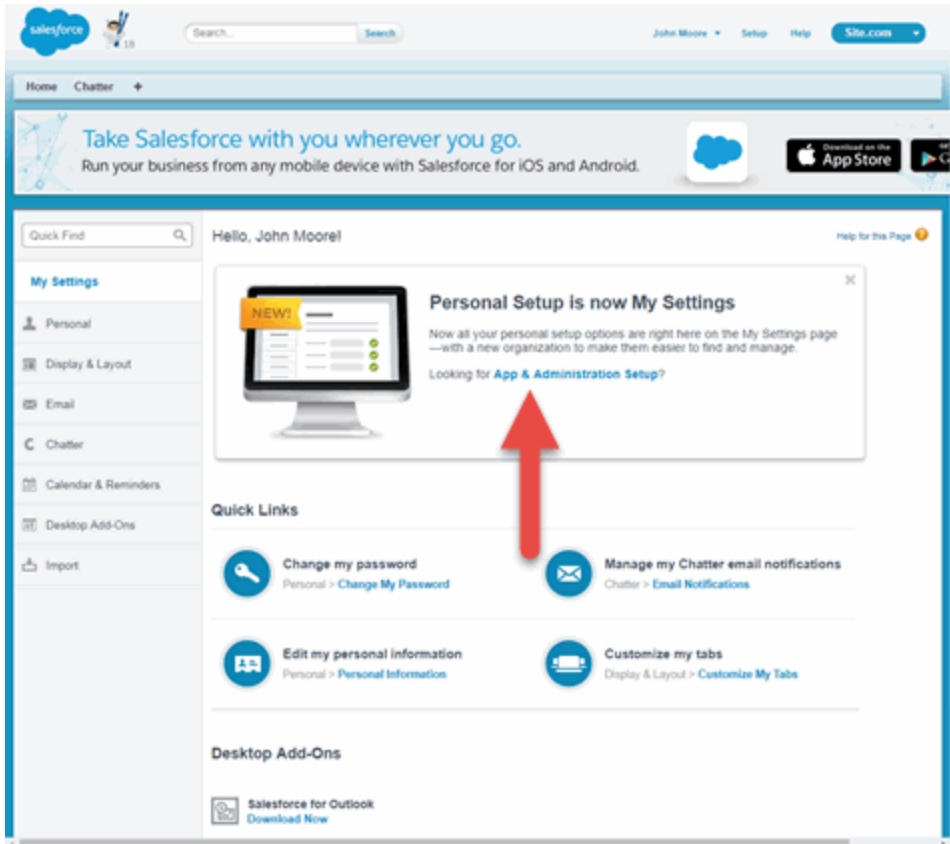 salesforce
18
Search...
Search
John Moore
Setup
Help
Site.com
Home Chatter +
Take Salesforce with you wherever you go.
Run your business from any mobile device with Salesforce for iOS and Android.
Download on the
App Store
Quick Find
My Settings
Personal
Display & Layout
Email
Chatter
Calendar & Reminders
Desktop Add-Ons
Import
Hello, John Moore!
Help for this Page
NEW!
Personal Setup is now My Settings
Now all your personal setup options are right here on the My Settings page
—with a new organization to make them easier to find and manage.
Looking for App & Administration Setup?
Quick Links
Change my password
Personal > Change My Password
Manage my Chatter email notifications
Chatter > Email Notifications
Edit my personal information
Personal > Personal Information
Customize my tabs
Display & Layout > Customize My Tabs
Desktop Add-Ons
Salesforce for Outlook
Download Now